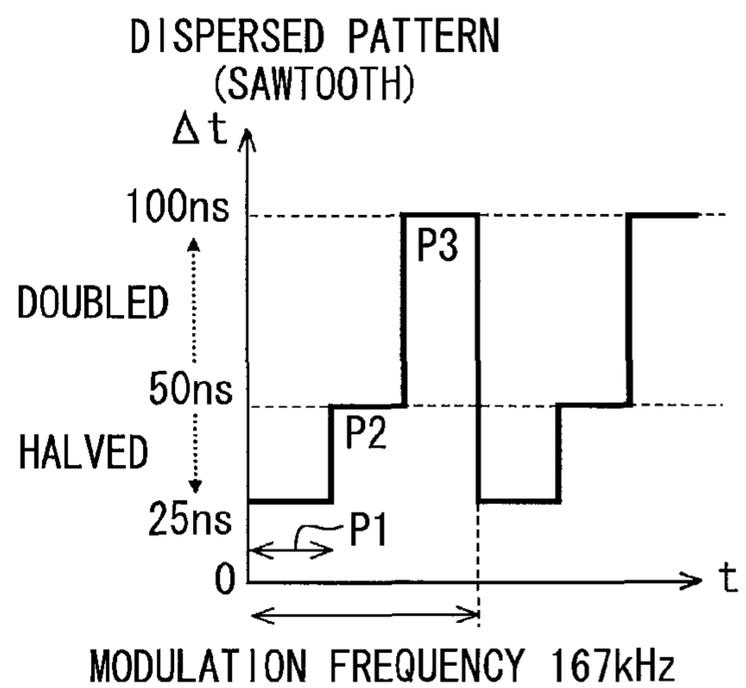 DISPERSED PATTERN
(SAWTOOTH)
Δt
100ns
P3
DOUBLED
50ns
P2
HALVED
25ns
P1
0
t
MODULATION FREQUENCY 167kHz